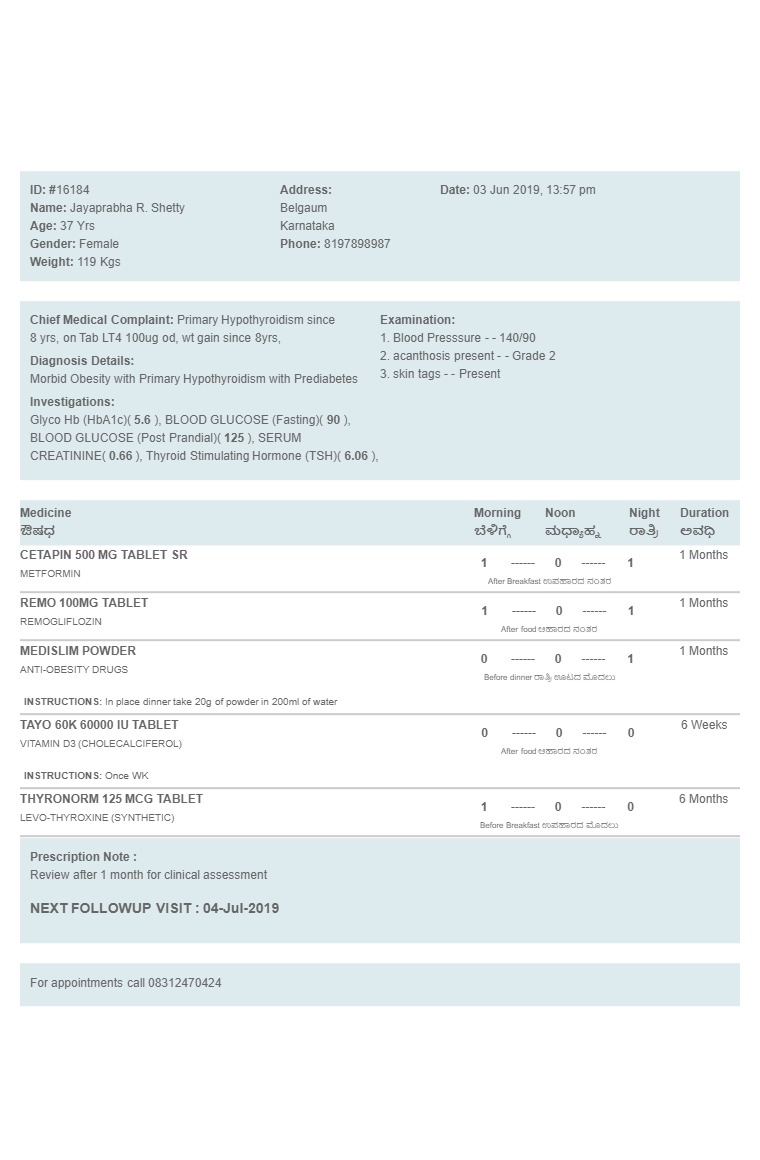 ID: #16184
Name: Jayaprabha R. Shetty
Age: 37 Yrs
Gender: Female
Weight: 119 Kgs
Address:
Belgaum
Karnataka
Phone: 8197898987
Date: 03 Jun 2019, 13:57 pm
Chief Medical Complaint: Primary Hypothyroidism since
8 yrs, on Tab LT4 100ug od, wt gain since 8yrs,
Diagnosis Details:
Morbid Obesity with Primary Hypothyroidism with Prediabetes
Investigations:
Glyco Hb (HbA1c)( 5.6 ), BLOOD GLUCOSE (Fasting)( 90 ),
BLOOD GLUCOSE (Post Prandial)( 125 ), SERUM
CREATININE( 0.66 ), Thyroid Stimulating Hormone (TSH)( 6.06 ),
Examination:
1. Blood Presssure - - 140/90
2. acanthosis present - - Grade 2
3. skin tags - - Present
Medicine Morning Noon Night Duration
ಔಷಧ ಬೆಳಿಗ್ಗೆ ಮಧ್ಯಾಹ್ನ ರಾತ್ರಿ ಅವಧಿ
CETAPIN 500 MG TABLET SR 1 ------ 0 ------ 1 1 Months
METFORMIN After Breakfast ಉಪಹಾರದ ನಂತರ
REMO 100MG TABLET 1 ------ 0 ------ 1 1 Months
REMOGLIFLOZIN After food ಆಹಾರದ ನಂತರ
MEDISLIM POWDER 0 ------ 0 ------ 1 1 Months
ANTI-OBESITY DRUGS Before dinner ರಾತ್ರಿ ಊಟದ ಮೊದಲು
INSTRUCTIONS: In place dinner take 20g of powder in 200ml of water
TAYO 60K 60000 IU TABLET 0 ------ 0 ------ 0 6 Weeks
VITAMIN D3 (CHOLECALCIFEROL) After food ಆಹಾರದ ನಂತರ
INSTRUCTIONS: Once WK
THYRONORM 125 MCG TABLET 1 ------ 0 ------ 0 6 Months
LEVO-THYROXINE (SYNTHETIC) Before Breakfast ಉಪಹಾರದ ಮೊದಲು
Prescription Note :
Review after 1 month for clinical assessment
NEXT FOLLOWUP VISIT : 04-Jul-2019
For appointments call 08312470424